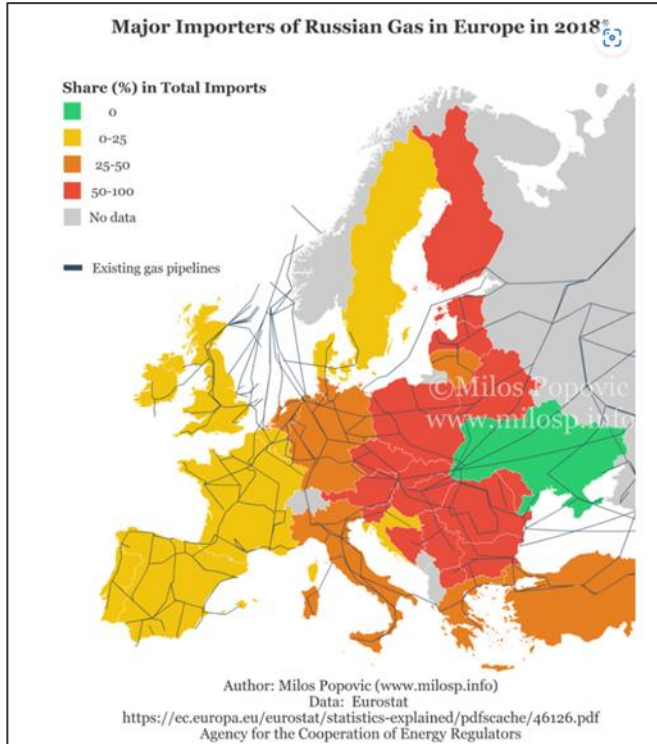 Major Importers of Russian Gas in Europe in 2018*
Share (%) in Total Imports
0
0-25
25-50
50-100
No data
Existing gas pipelines
©Milos Popovic
www.milosp.info
Author: Milos Popovic (www.milosp.info)
Data: Eurostat
https://ec.europa.eu/eurostat/statistics-explained/pdfscache/46126.pdf
Agency for the Cooperation of Energy Regulators